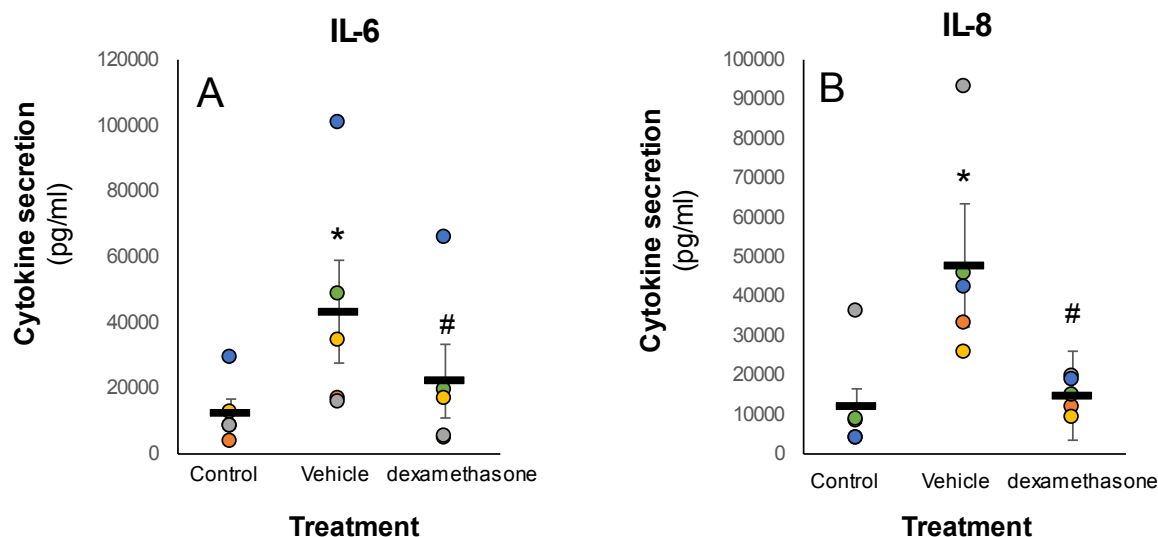 IL-6
A
Cytokine secretion
(pg/ml)
120000
100000
80000
60000
40000
20000
0
*
#
Control
Vehicle
dexamethasone
Treatment
IL-8
B
Cytokine secretion
(pg/ml)
100000
90000
80000
70000
60000
50000
40000
30000
20000
10000
0
*
#
Control
Vehicle
dexamethasone
Treatment